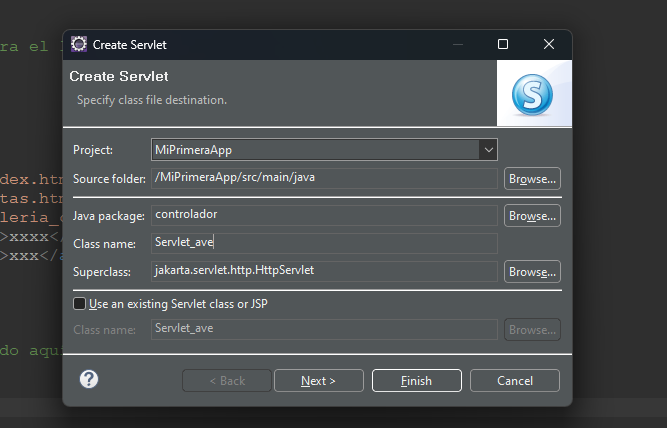 Create Servlet
Create Servlet
Specify class file destination.
S
Project: MiPrimeraApp
Source folder: /MiPrimeraApp/src/main/java Browse...
Java package: controlador Browse...
Class name: Servlet_ave
Superclass: jakarta.servlet.http.HttpServlet Browse...
Use an existing Servlet class or JSP
Class name: Servlet_ave Browse...
? < Back Next > Finish Cancel
ra el
dex.htm
tas.htm
leria_
>xxxx</
>xxx</a
do aqu